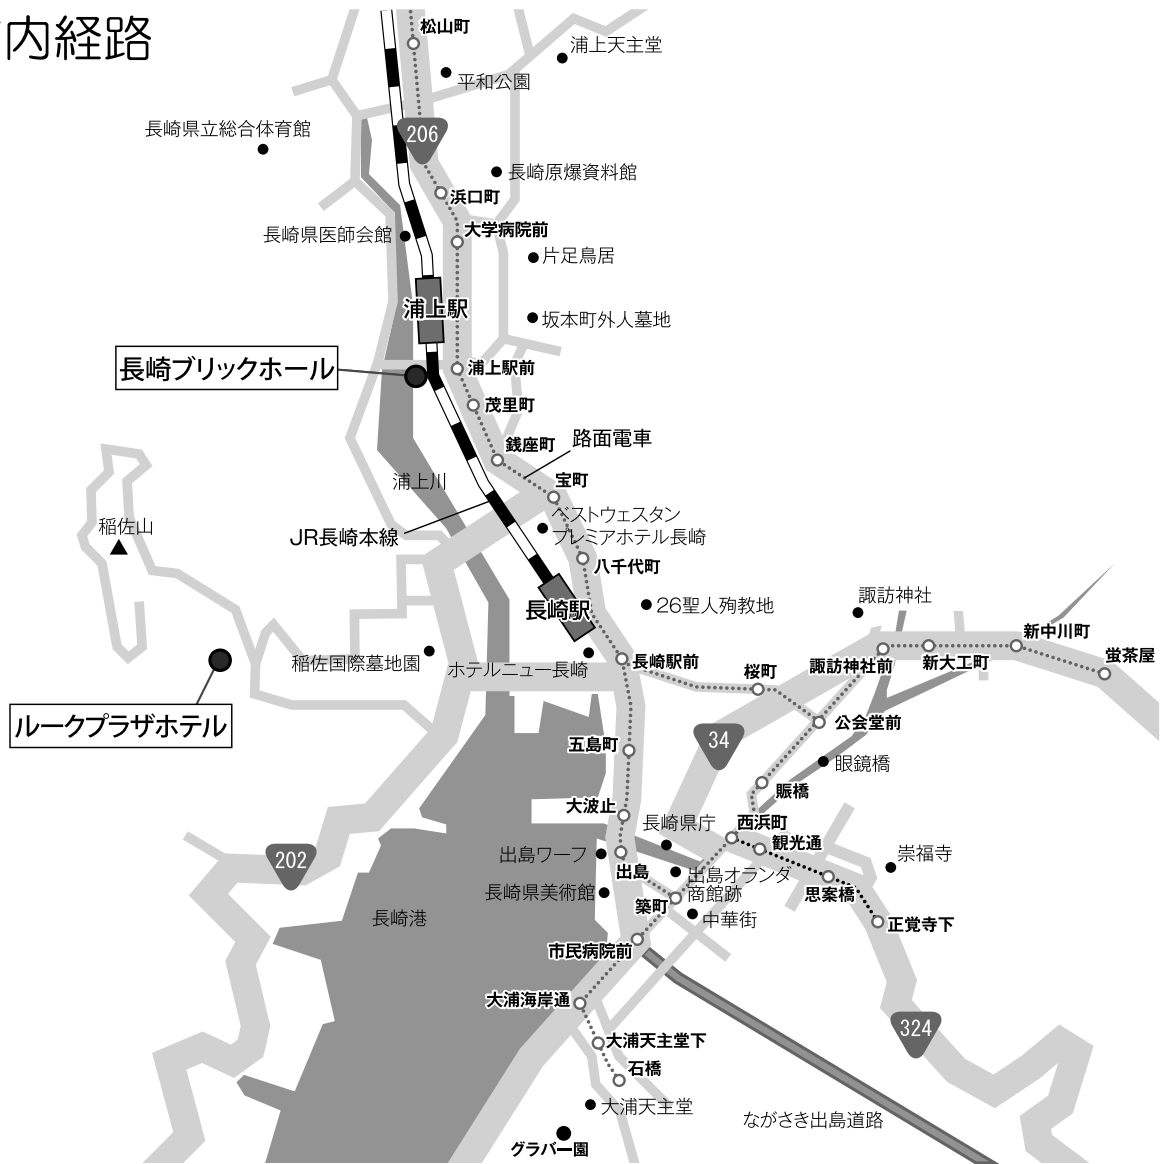 内経路
松山町
浦上天主堂
平和公園
長崎県立総合体育館
206
長崎原爆資料館
浜口町
大学病院前
長崎県医師会館
片足鳥居
浦上駅
坂本町外人墓地
長崎ブリックホール
浦上駅前
茂里町
路面電車
銭座町
浦上川
宝町
ベストウェスタン
プレミアホテル長崎
稲佐山
JR長崎本線
八千代町
長崎駅
26聖人殉教地
諏訪神社
新中川町
稲佐国際墓地園
ホテルニュー長崎
長崎駅前
桜町
諏訪神社前
新大工町
蛍茶屋
ルークプラザホテル
公会堂前
五島町
34
眼鏡橋
賑橋
大波止
長崎県庁
西浜町
観光通
202
出島ワーフ
出島
出島オランダ
商館跡
崇福寺
長崎県美術館
思案橋
築町
長崎港
中華街
正覚寺下
市民病院前
大浦海岸通
324
大浦天主堂下
石橋
大浦天主堂
ながさき出島道路
グラバー園